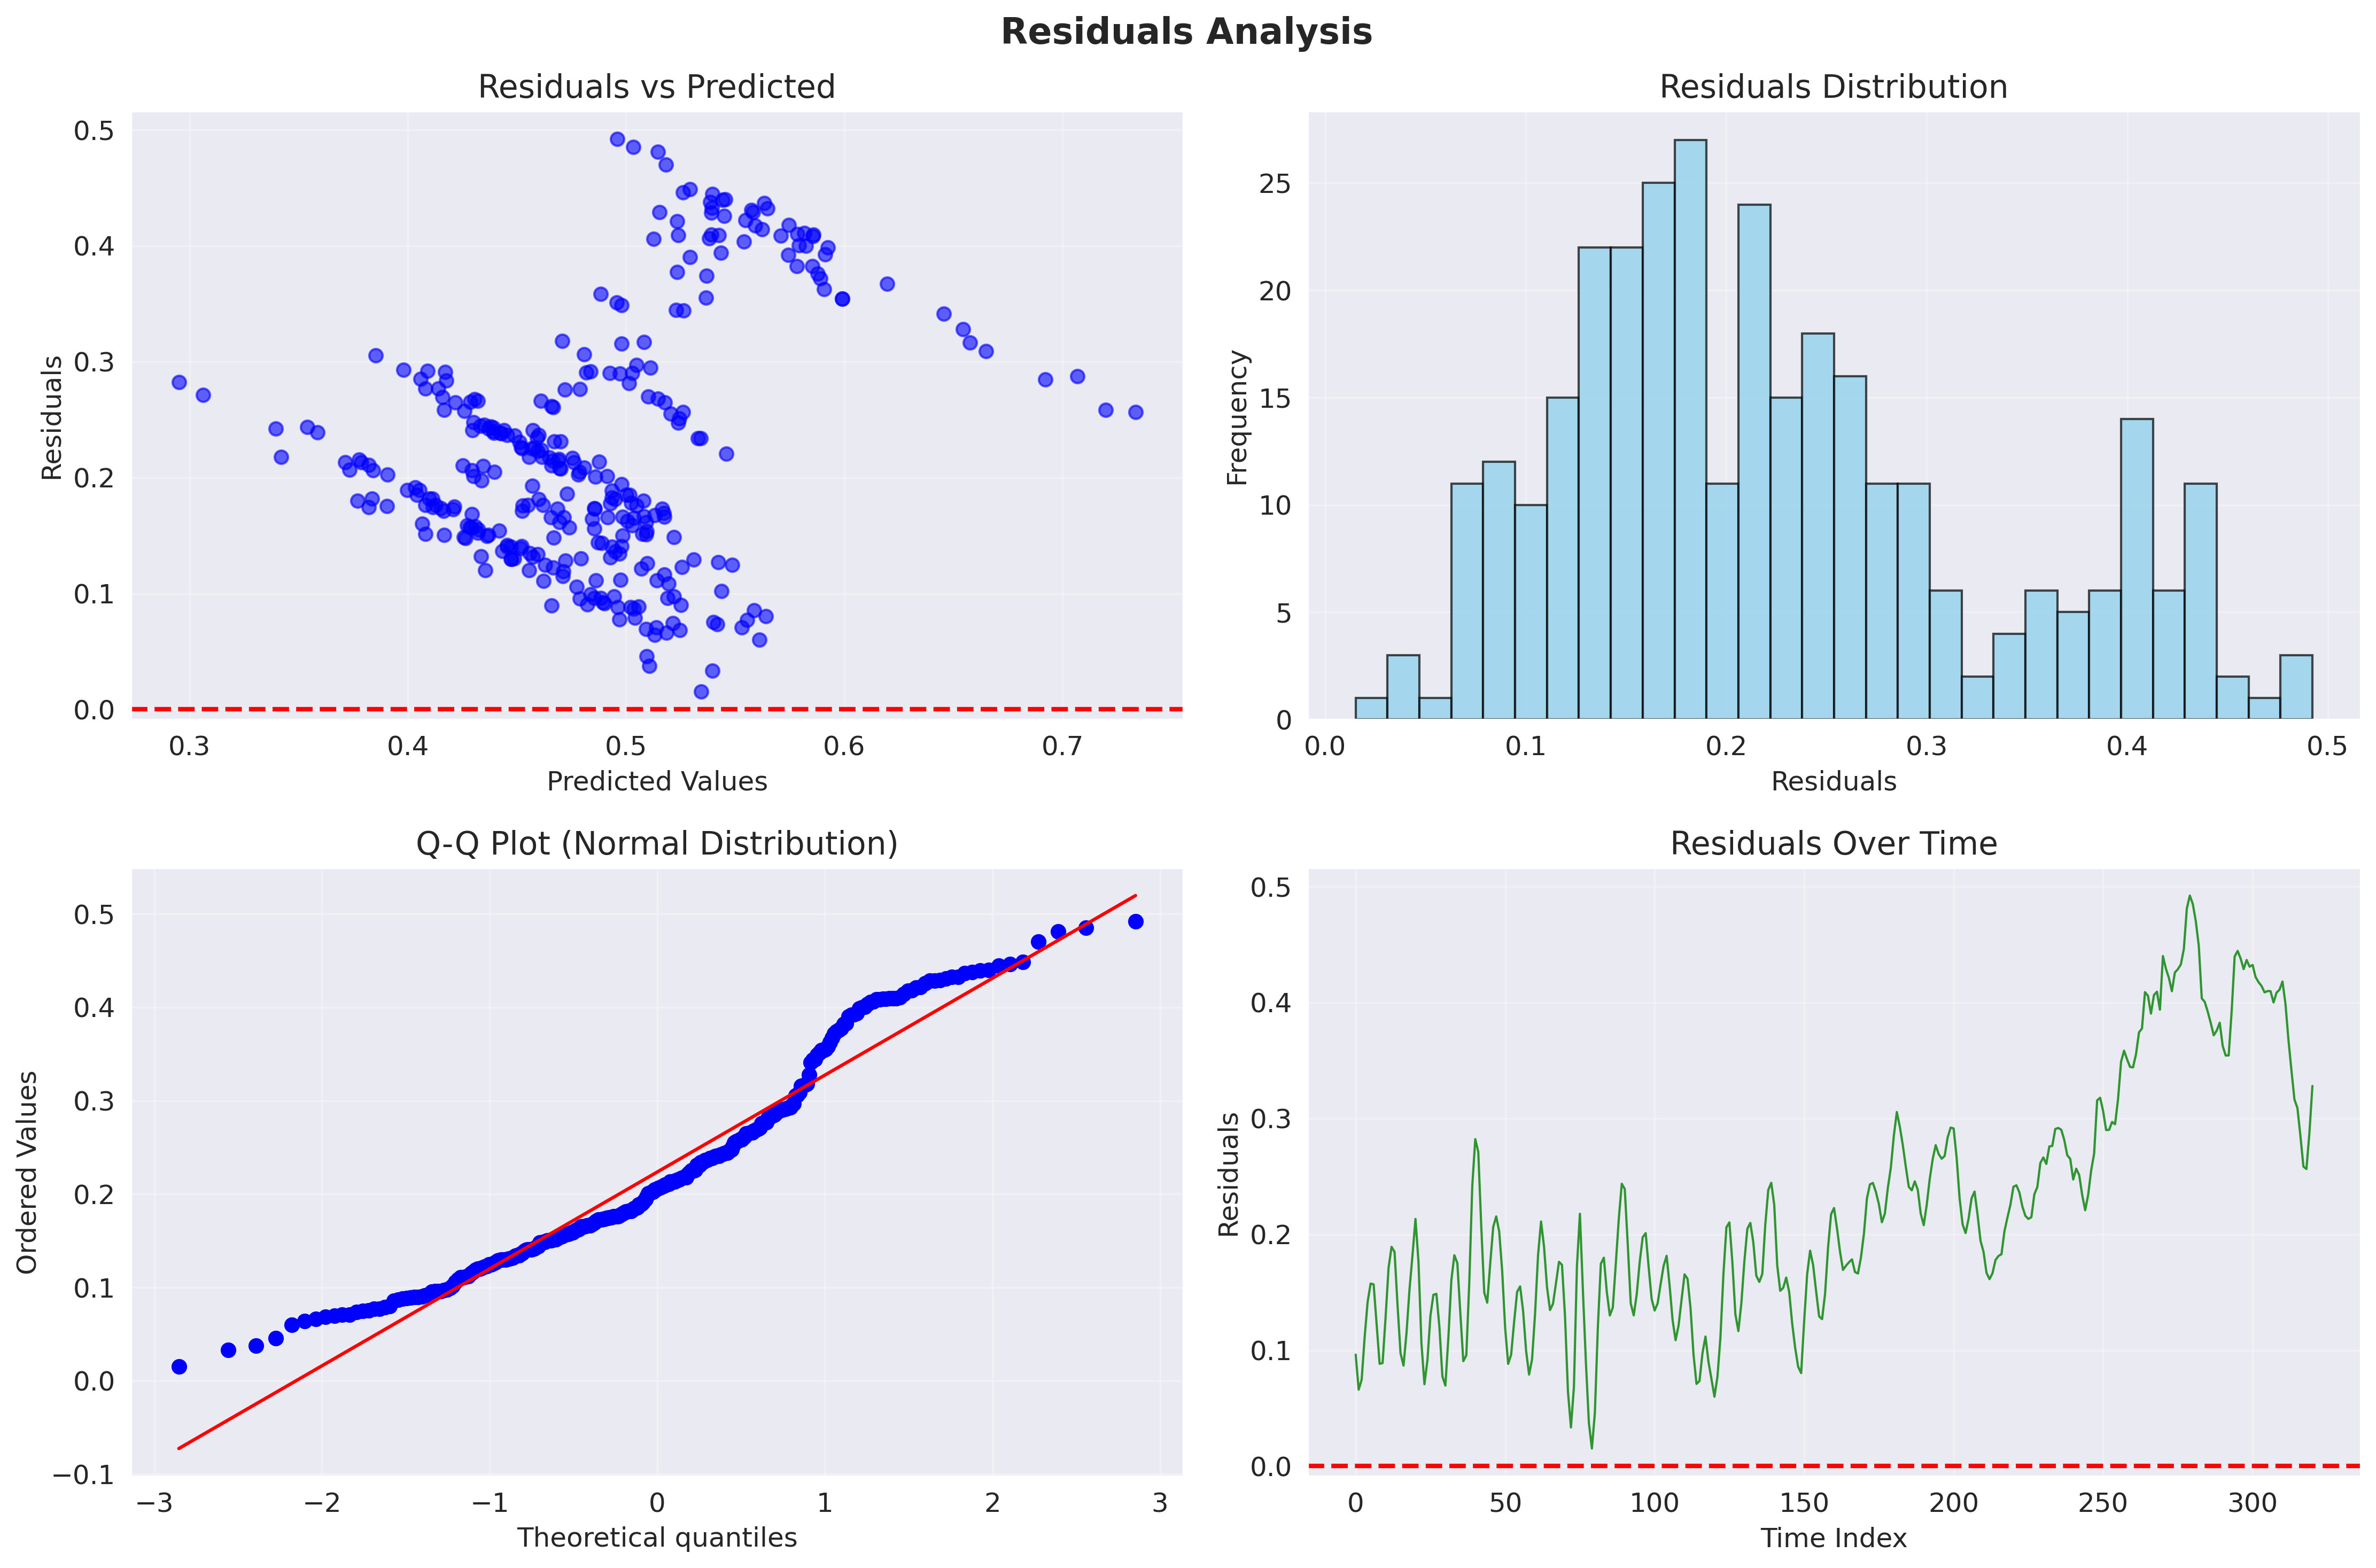 Residuals Analysis
Residuals vs Predicted
Residuals
0.5
0.4
0.3
0.2
0.1
0.0
0.3 0.4 0.5 0.6 0.7
Predicted Values
Residuals Distribution
Frequency
25
20
15
10
5
0
0.0 0.1 0.2 0.3 0.4 0.5
Residuals
Q-Q Plot (Normal Distribution)
Ordered Values
0.5
0.4
0.3
0.2
0.1
0.0
−0.1
−3 −2 −1 0 1 2 3
Theoretical quantiles
Residuals Over Time
Residuals
0.5
0.4
0.3
0.2
0.1
0.0
0 50 100 150 200 250 300
Time Index